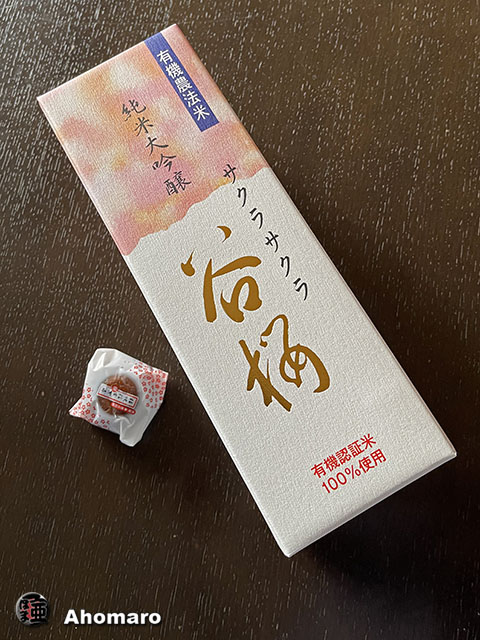 有機農法米
純米大吟醸
サクラサクラ
谷桜
有機認証米
100%使用
Ahomaro